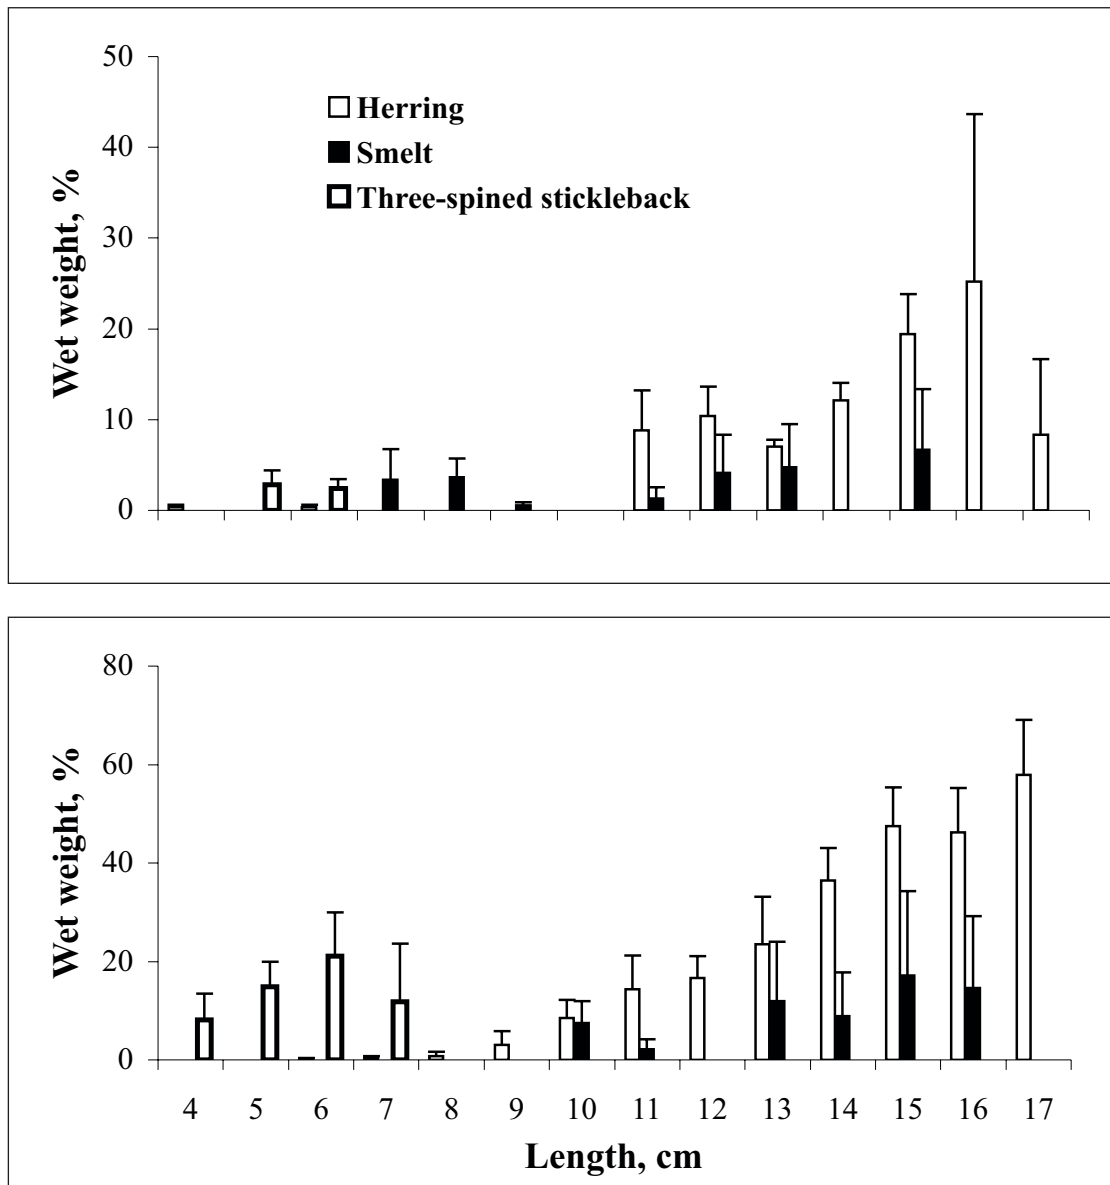 50
40
30
20
10
0
Wet weight, %
Herring
Smelt
Three-spined stickleback
80
60
40
20
0
Wet weight, %
4 5 6 7 8 9 10 11 12 13 14 15 16 17
Length, cm